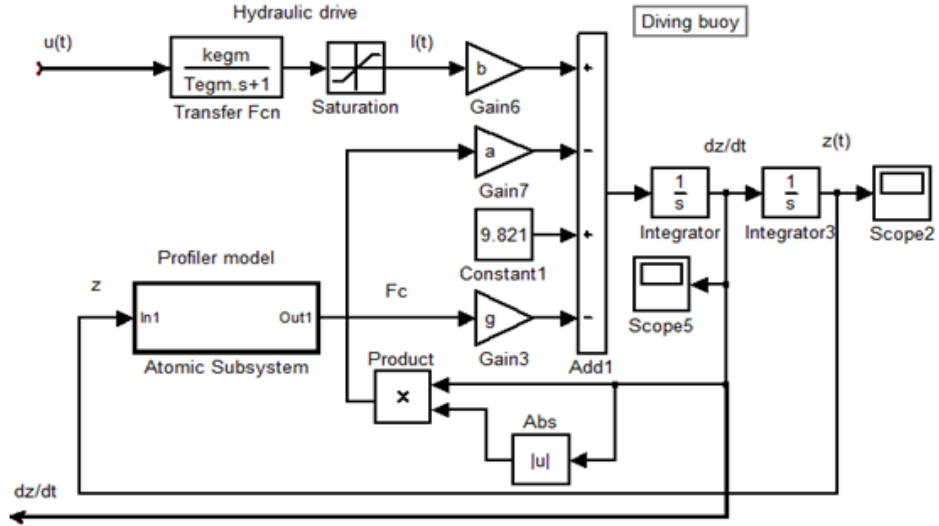 Hydraulic drive
Diving buoy
u(t)
kegm
Tegm.s+1
Transfer Fcn
Saturation
l(t)
b
Gain6
+
a
Gain7
−
9.821
Constant1
+
dz/dt
z(t)
1
s
Integrator
1
s
Integrator3
Scope2
Scope5
Profiler model
z
In1
Out1
Atomic Subsystem
Fc
g
Gain3
−
Add1
Product
×
Abs
|u|
dz/dt